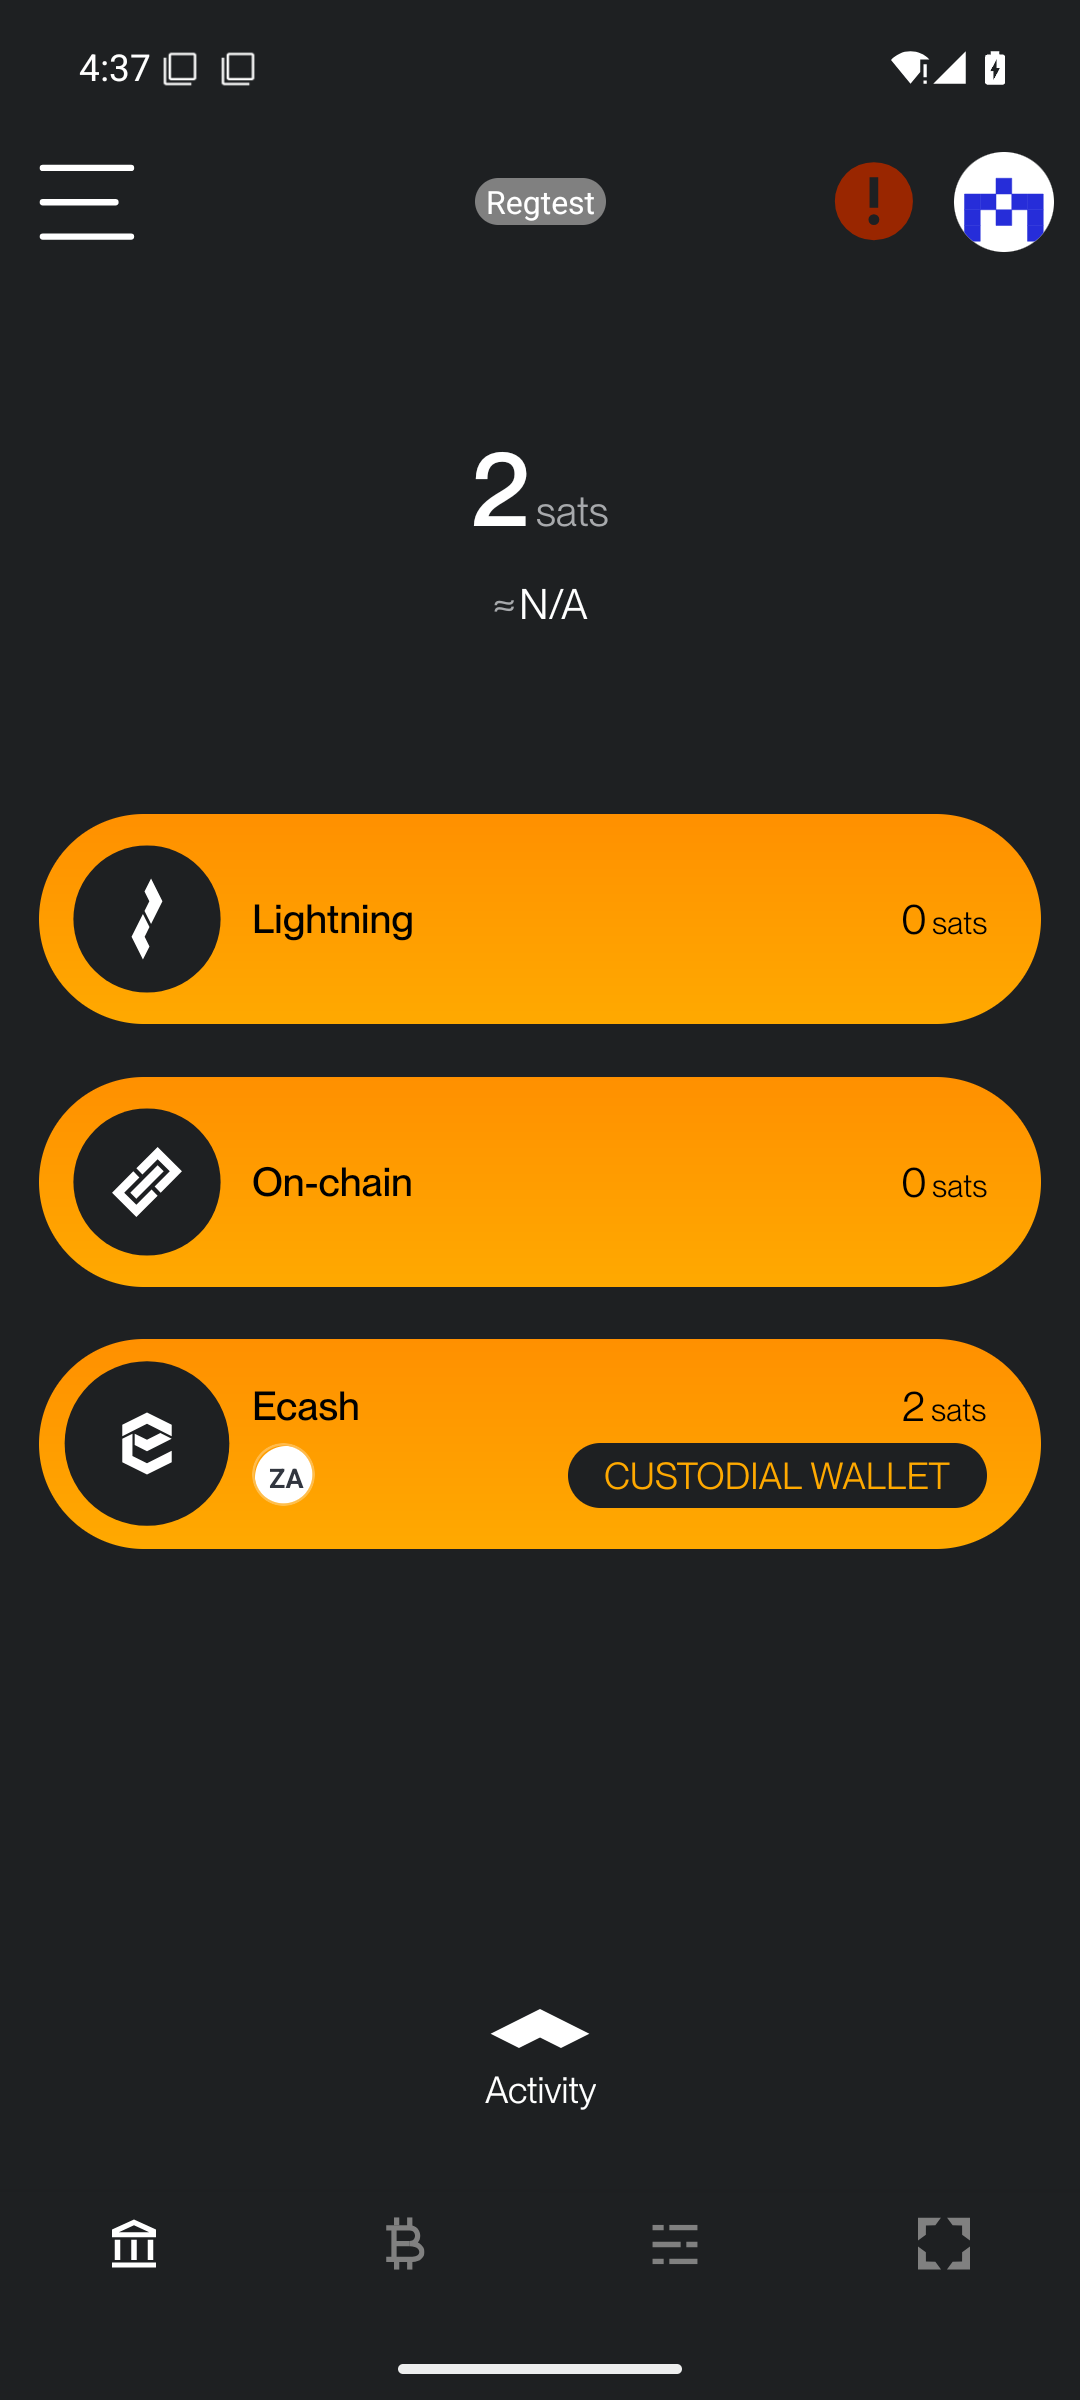 4:37
Regtest
2 sats
≈N/A
Lightning
0 sats
On-chain
0 sats
Ecash
2 sats
ZA
CUSTODIAL WALLET
Activity